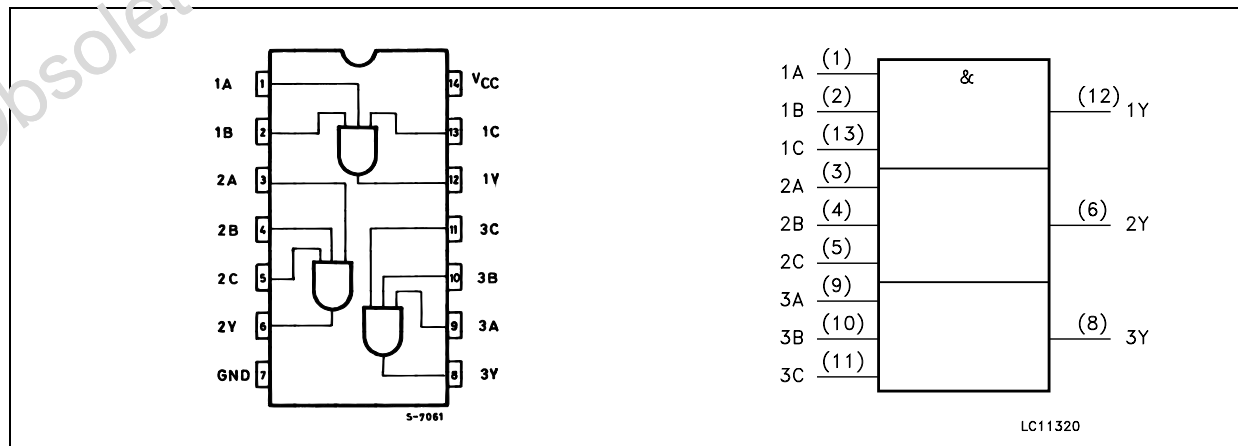 Obsolet
1A 1 14 VCC
1B 2 13 1C
2A 3 12 1Y
2B 4 11 3C
2C 5 10 3B
2Y 6 9 3A
GND 7 8 3Y
S-7061
&
1A (1)
1B (2) (12) 1Y
1C (13)
2A (3)
2B (4) (6) 2Y
2C (5)
3A (9)
3B (10) (8) 3Y
3C (11)
LC11320